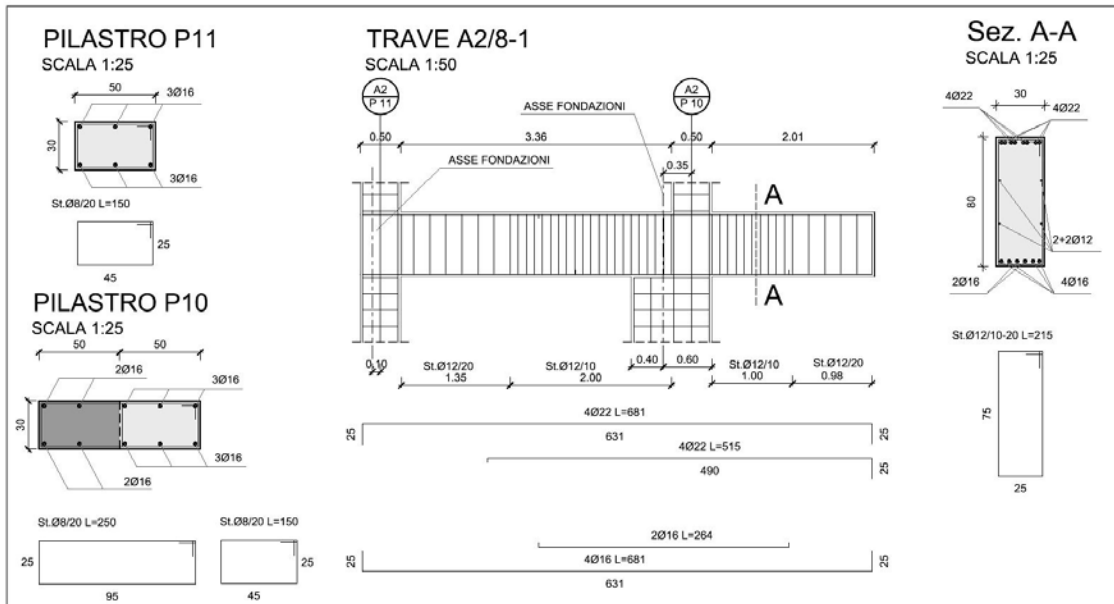 PILASTRO P11
SCALA 1:25
50
3Ø16
30
3Ø16
St.Ø8/20 L=150
25
45
PILASTRO P10
SCALA 1:25
50 50
2Ø16
3Ø16
30
3Ø16
2Ø16
St.Ø8/20 L=250
St.Ø8/20 L=150
25
95
25
45
TRAVE A2/8-1
SCALA 1:50
A2
P 11
ASSE FONDAZIONI
A2
P 10
0.50 3.36 0.50 2.01
0.35
ASSE FONDAZIONI
A
A
0.10
St.Ø12/20
1.35
St.Ø12/10
2.00
0.40 0.60
St.Ø12/10
1.00
St.Ø12/20
0.98
4Ø22 L=681
25
631
25
4Ø22 L=515
490
25
2Ø16 L=264
4Ø16 L=681
25
631
25
Sez. A-A
SCALA 1:25
4Ø22
30
4Ø22
80
2+2Ø12
2Ø16
4Ø16
St.Ø12/10-20 L=215
75
25